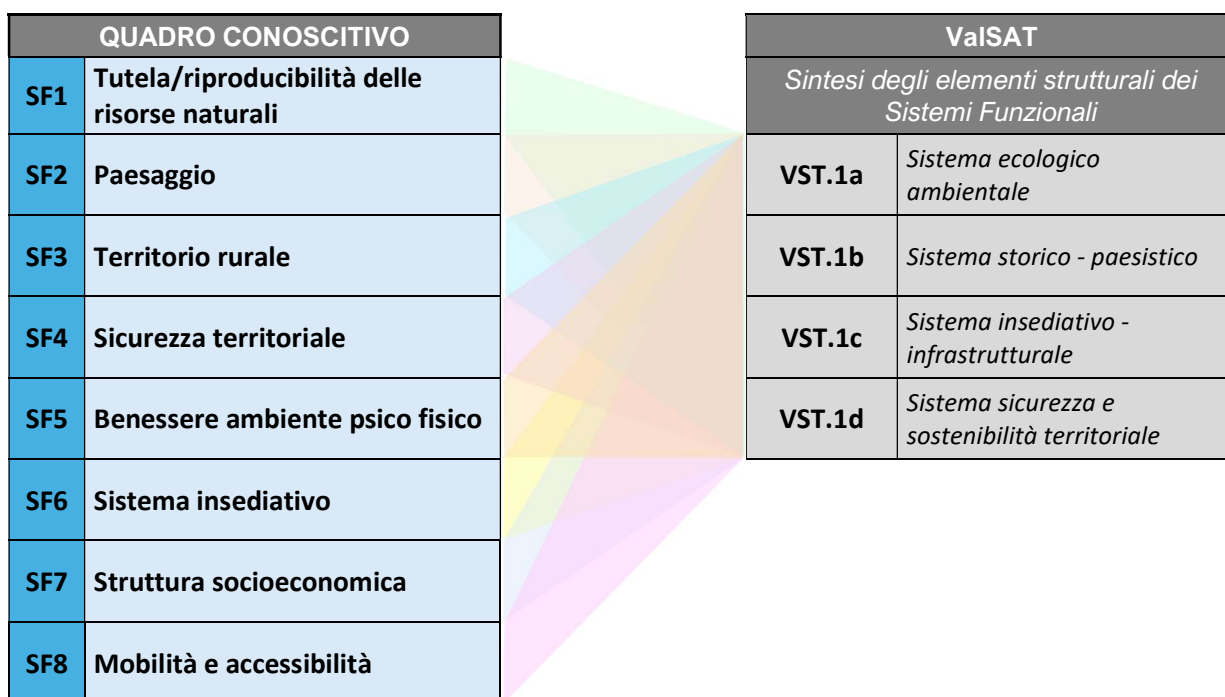 QUADRO CONOSCITIVO
SF1
Tutela/riproducibilità delle
risorse naturali
SF2
Paesaggio
SF3
Territorio rurale
SF4
Sicurezza territoriale
SF5
Benessere ambiente psico fisico
SF6
Sistema insediativo
SF7
Struttura socioeconomica
SF8
Mobilità e accessibilità
ValSAT
Sintesi degli elementi strutturali dei
Sistemi Funzionali
VST.1a
Sistema ecologico
ambientale
VST.1b
Sistema storico - paesistico
VST.1c
Sistema insediativo -
infrastrutturale
VST.1d
Sistema sicurezza e
sostenibilità territoriale